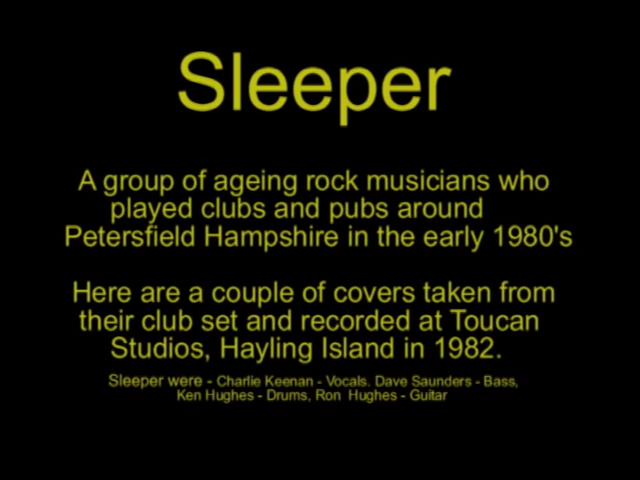 Sleeper
A group of ageing rock musicians who
played clubs and pubs around
Petersfield Hampshire in the early 1980's
Here are a couple of covers taken from
their club set and recorded at Toucan
Studios, Hayling Island in 1982.
Sleeper were - Charlie Keenan - Vocals. Dave Saunders - Bass,
Ken Hughes - Drums, Ron Hughes - Guitar